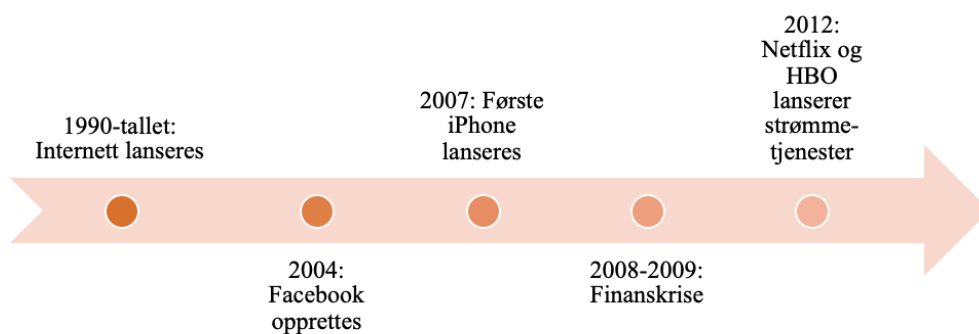 1990-tallet:
Internett lanseres
2004:
Facebook
opprettes
2007: Første
iPhone
lanseres
2008-2009:
Finanskrise
2012:
Netflix og
HBO
lanserer
strømme-
tjenester